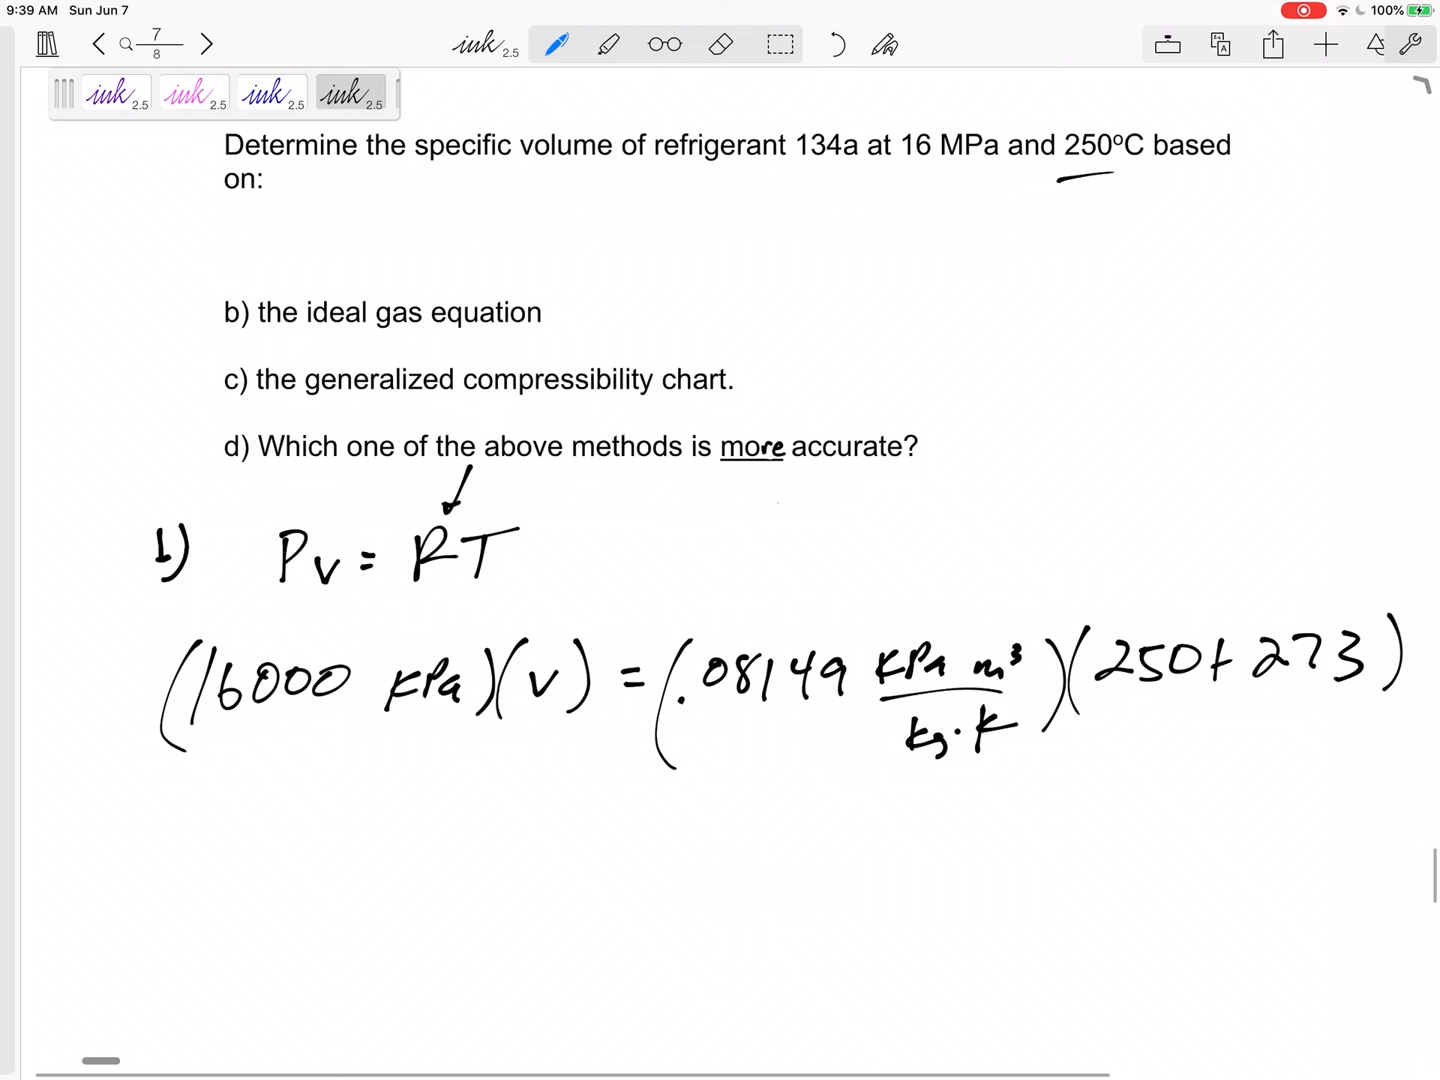 9:39 AM Sun Jun 7
100%
7
8
ink 2.5
ink 2.5 ink 2.5 ink 2.5 ink 2.5
Determine the specific volume of refrigerant 134a at 16 MPa and 250ºC based
on:
b) the ideal gas equation
c) the generalized compressibility chart.
d) Which one of the above methods is more accurate?
1) Pv = RT
(16000 kPa)(v) = (.08149 kPa m³ / kg·K)(250+273)